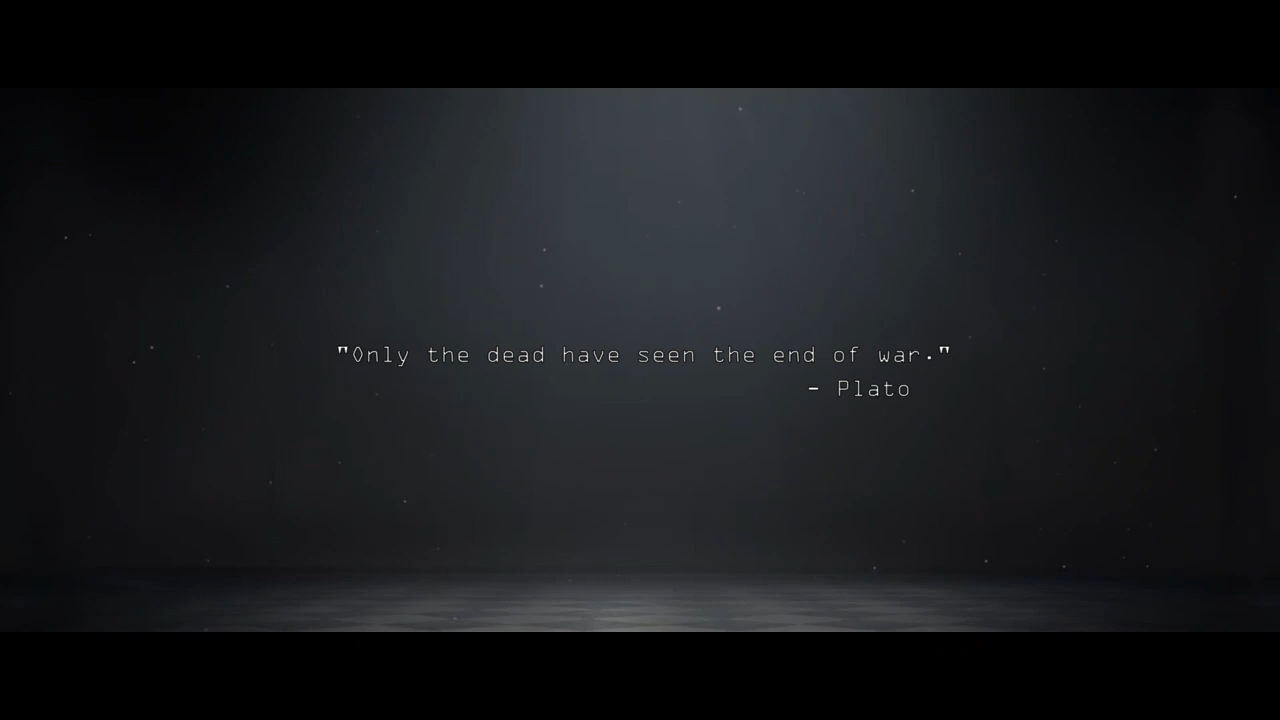 "Only the dead have seen the end of war."
- Plato